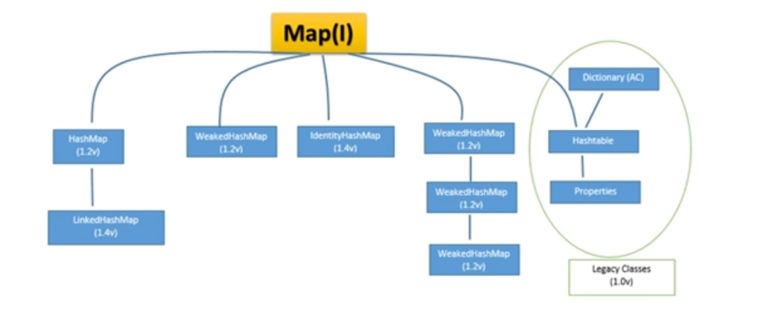 Map(I)
Dictionary (AC)
HashMap
(1.2v)
WeakedHashMap
(1.2v)
IdentityHashMap
(1.4v)
WeakedHashMap
(1.2v)
Hashtable
WeakedHashMap
(1.2v)
Properties
LinkedHashMap
(1.4v)
WeakedHashMap
(1.2v)
Legacy Classes
(1.0v)